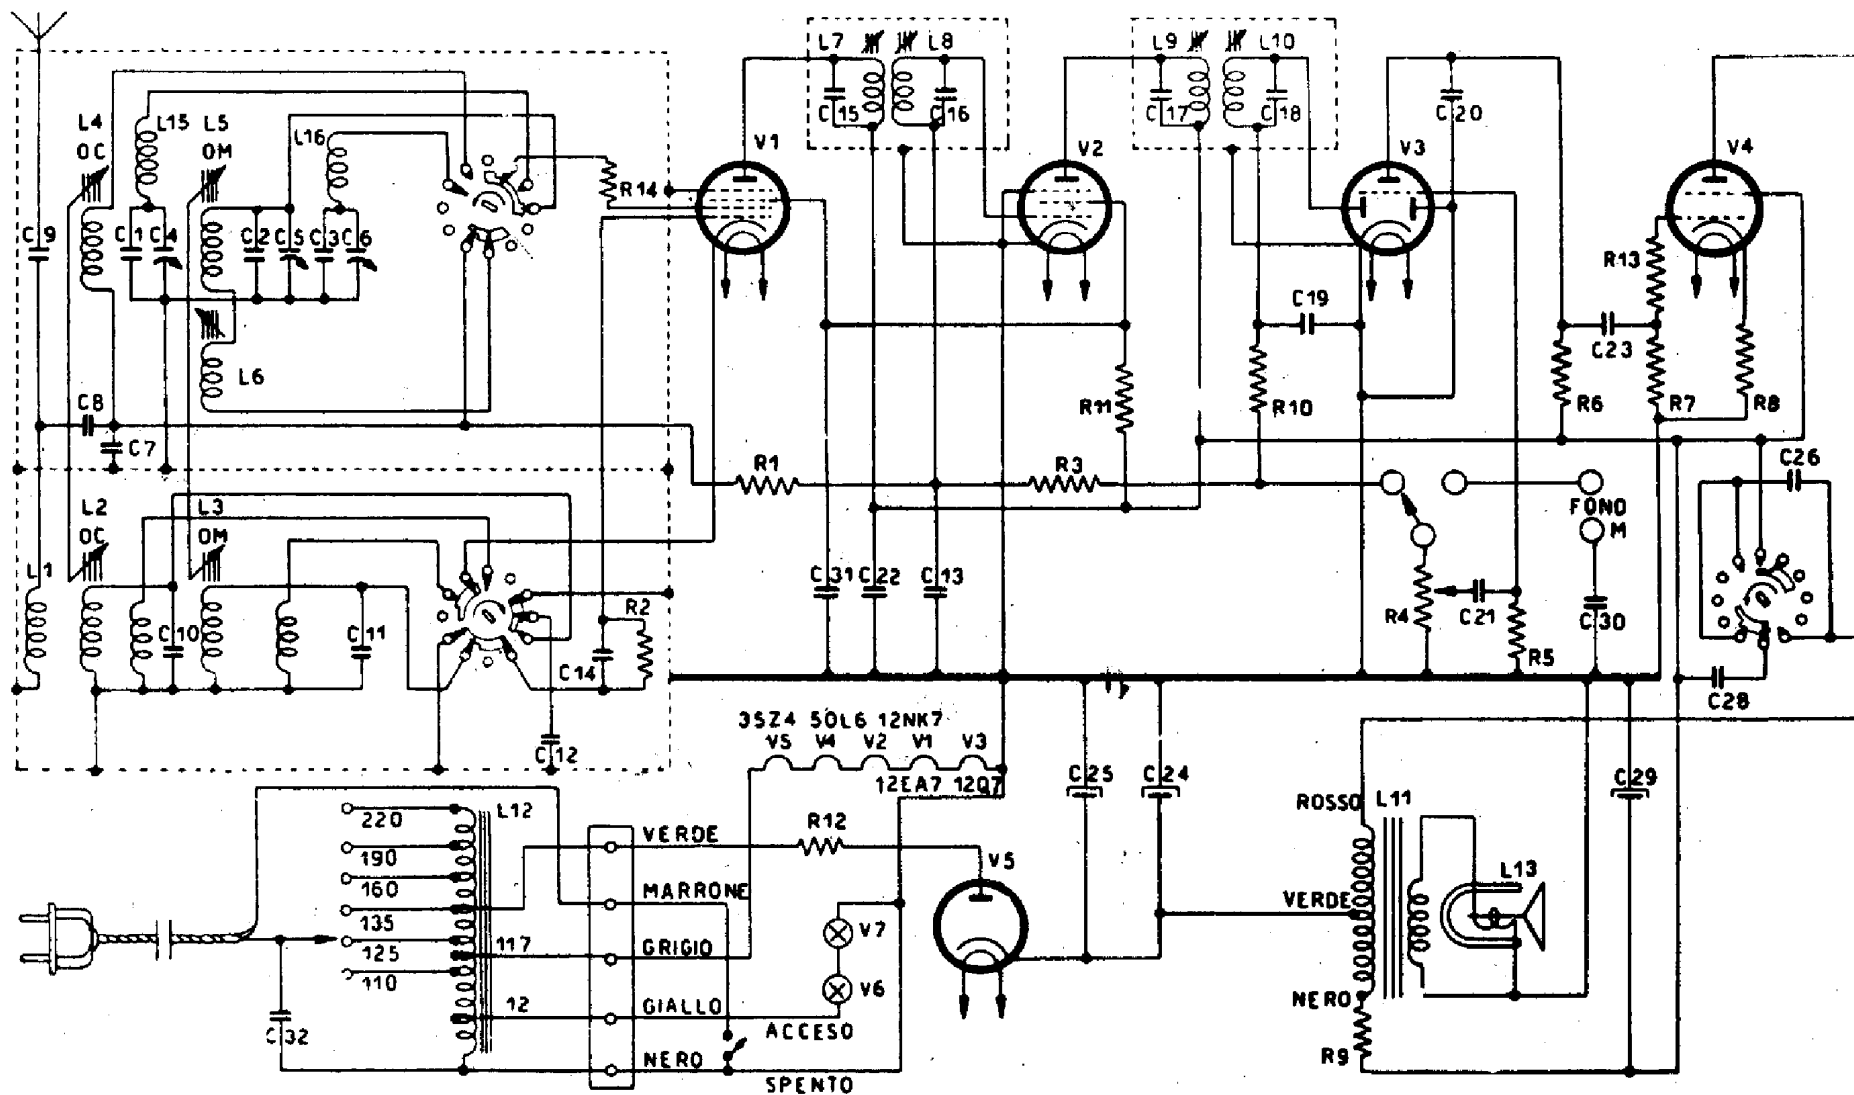 L7 L8 L9 L10
C15 C16 C17 C18 C20
V1 V2 V3 V4
L4 L15 L5 L16
OC OM
R14
C9 C1 C4 C2 C5 C3 C6
R13
C19
C23
L6
C8
C7
R11 R10 R6 R7 R8
R1 R3
C26
FONO
M
L2 L3
OC OM
L1
C31 C22 C13
R2
R4 C21 C30
C10 C11
R5
C14
C28
C12
35Z4 50L6 12NK7
V5 V4 V2 V1 V3
12EA7 12Q7
C25 C24 C29
ROSSO L11
220 L12
VERDE R12
190
V5
160
MARRONE
L13
VERDE
135
V7
117 GRIGIO
125
110
V6
NERO
12 GIALLO
C32
ACCESO
R9
NERO
SPENTO